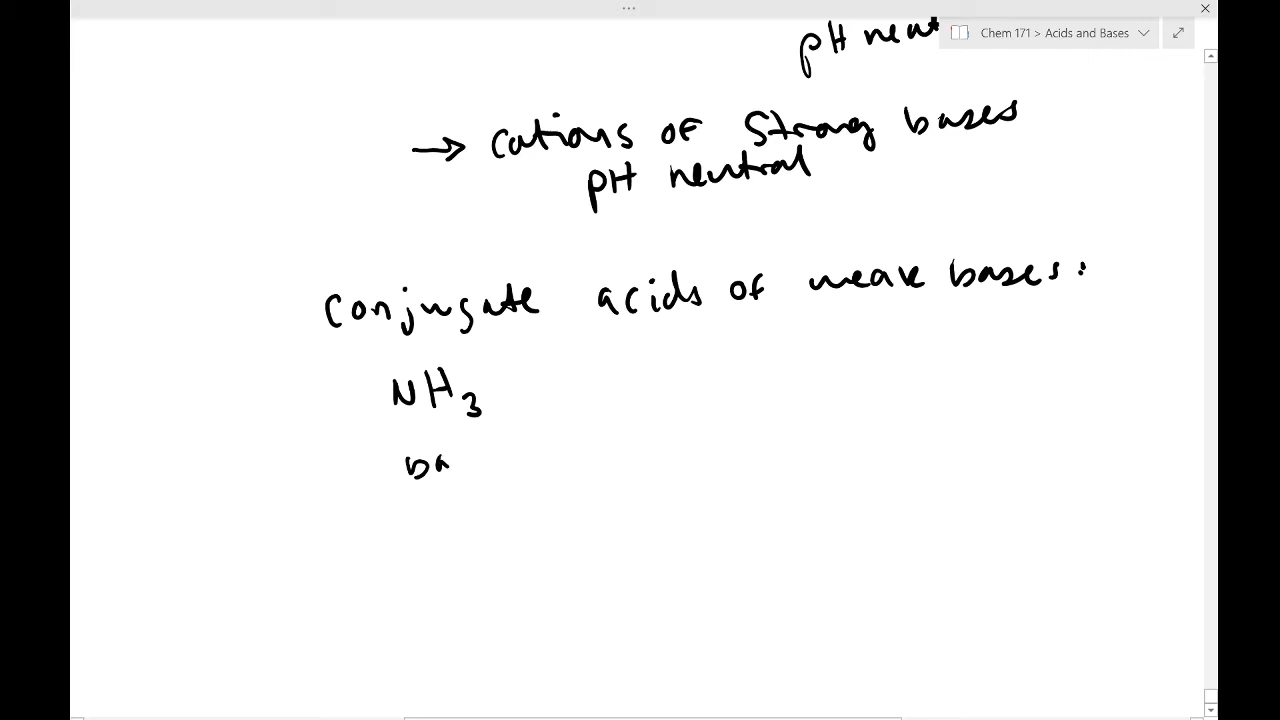 pH neut
Chem 171 > Acids and Bases
→ cations of Strong bases
pH neutral
conjugate acids of weak bases:
NH3
ba